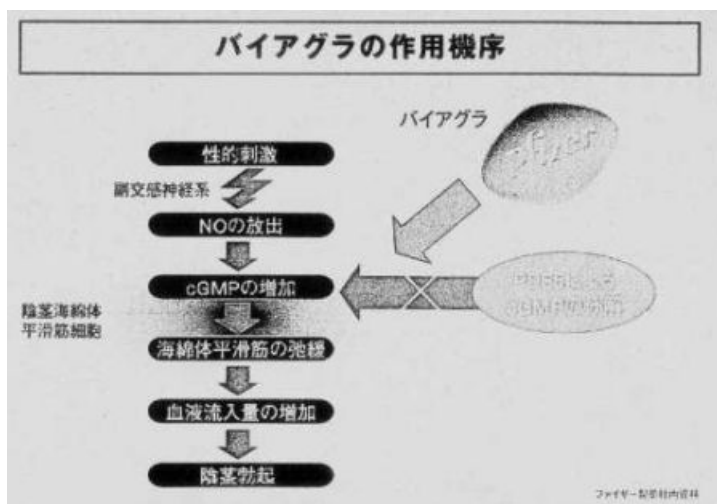 バイアグラの作用機序
バイアグラ
pfizer
性的刺激
副交感神経系
NOの放出
cGMPの増加
陰茎海綿体
平滑筋細胞
海綿体平滑筋の弛緩
血液流入量の増加
陰茎勃起
ファイザー製薬社内資料